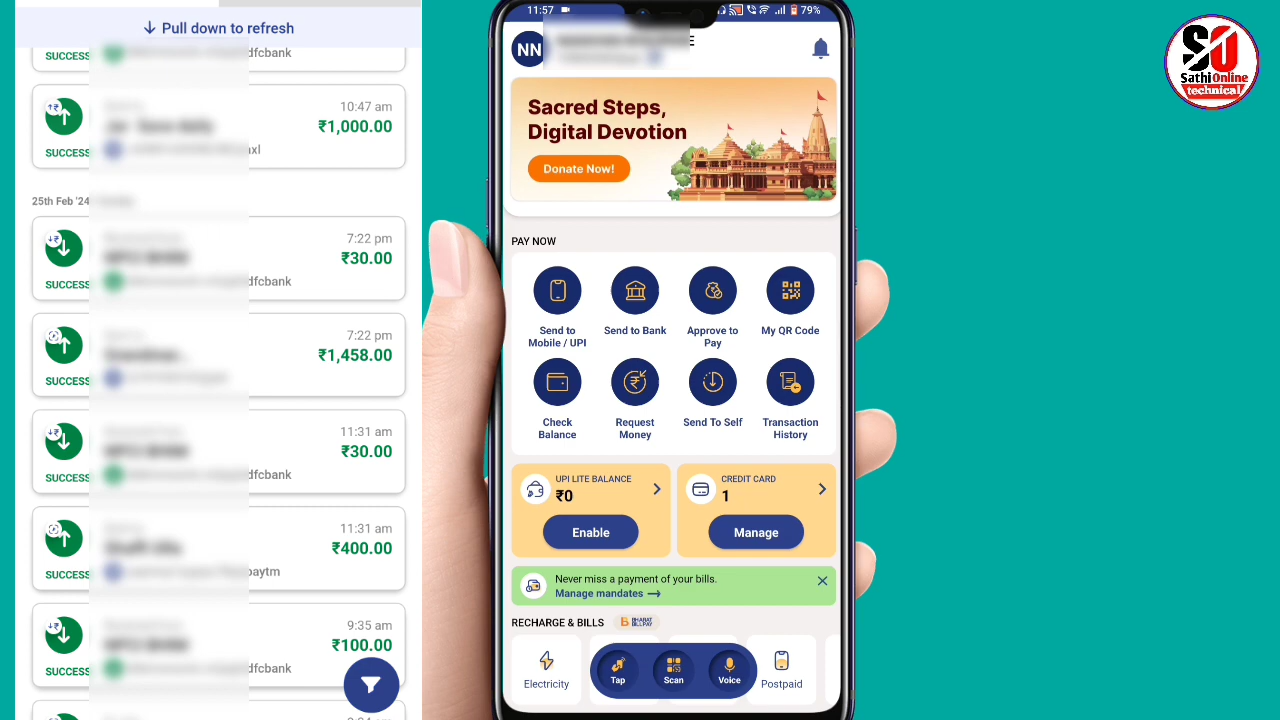 Pull down to refresh
SUCCESS
dfcbank
10:47 am
₹1,000.00
SUCCESS
axl
25th Feb '24
7:22 pm
₹30.00
SUCCESS
dfcbank
7:22 pm
₹1,458.00
SUCCESS
11:31 am
₹30.00
SUCCESS
dfcbank
11:31 am
₹400.00
SUCCESS
paytm
9:35 am
₹100.00
SUCCESS
dfcbank
11:57
79%
NN
Sacred Steps,
Digital Devotion
Donate Now!
PAY NOW
Send to
Mobile / UPI
Send to Bank
Approve to
Pay
My QR Code
Check
Balance
Request
Money
Send To Self
Transaction
History
UPI LITE BALANCE
₹0
Enable
CREDIT CARD
1
Manage
Never miss a payment of your bills.
Manage mandates
RECHARGE & BILLS
BHARAT
BILLPAY
Electricity
Tap
Scan
Voice
Postpaid
SO
SathiOnline
technical